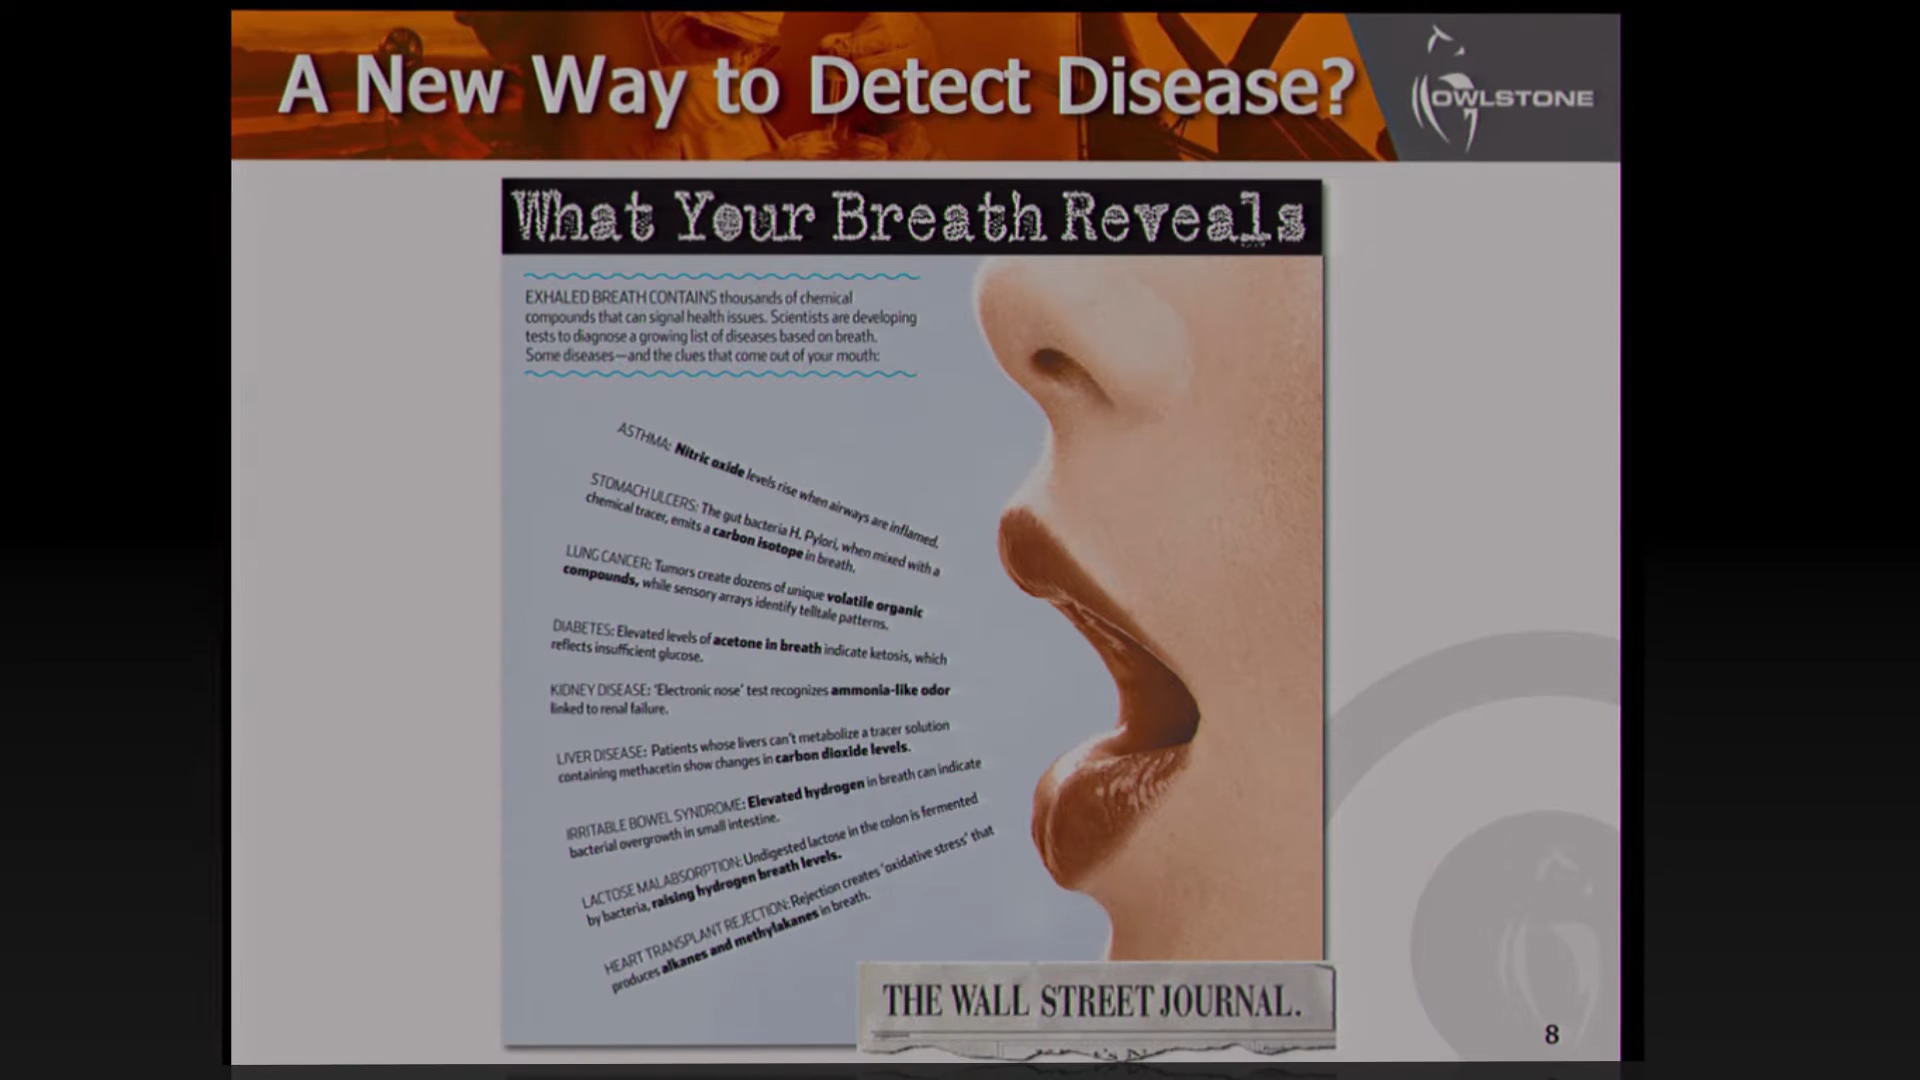 A New Way to Detect Disease?
OWLSTONE
What Your Breath Reveals
EXHALED BREATH CONTAINS thousands of chemical
compounds that can signal health issues. Scientists are developing
tests to diagnose a growing list of diseases based on breath.
Some diseases—and the clues that come out of your mouth:
ASTHMA: Nitric oxide levels rise when airways are inflamed.
STOMACH ULCERS: The gut bacteria H. Pylori, when mixed with a
chemical tracer, emits a carbon isotope in breath.
LUNG CANCER: Tumors create dozens of unique volatile organic
compounds, while sensory arrays identify telltale patterns.
DIABETES: Elevated levels of acetone in breath indicate ketosis, which
reflects insufficient glucose.
KIDNEY DISEASE: 'Electronic nose' test recognizes ammonia-like odor
linked to renal failure.
LIVER DISEASE: Patients whose livers can't metabolize a tracer solution
containing methacetin show changes in carbon dioxide levels.
IRRITABLE BOWEL SYNDROME: Elevated hydrogen in breath can indicate
bacterial overgrowth in small intestine.
LACTOSE MALABSORPTION: Undigested lactose in the colon is fermented
by bacteria, raising hydrogen breath levels.
HEART TRANSPLANT REJECTION: Rejection creates 'oxidative stress' that
produces alkanes and methylakanes in breath.
THE WALL STREET JOURNAL.
8